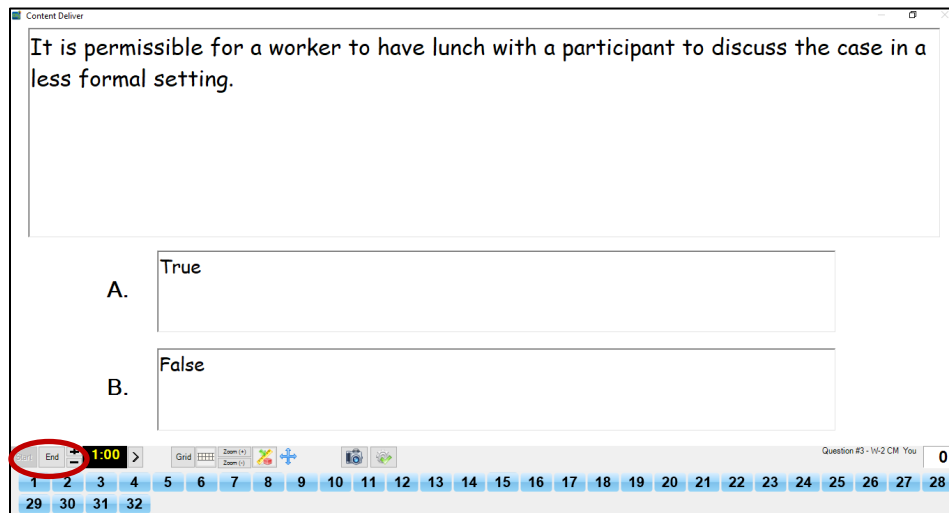 Content Deliver
It is permissible for a worker to have lunch with a participant to discuss the case in a
less formal setting.
A.
True
B.
False
Start End + - 1:00 > Grid Zoom (+) Zoom (-) Question #3 - W-2 CM You 0
1 2 3 4 5 6 7 8 9 10 11 12 13 14 15 16 17 18 19 20 21 22 23 24 25 26 27 28
29 30 31 32